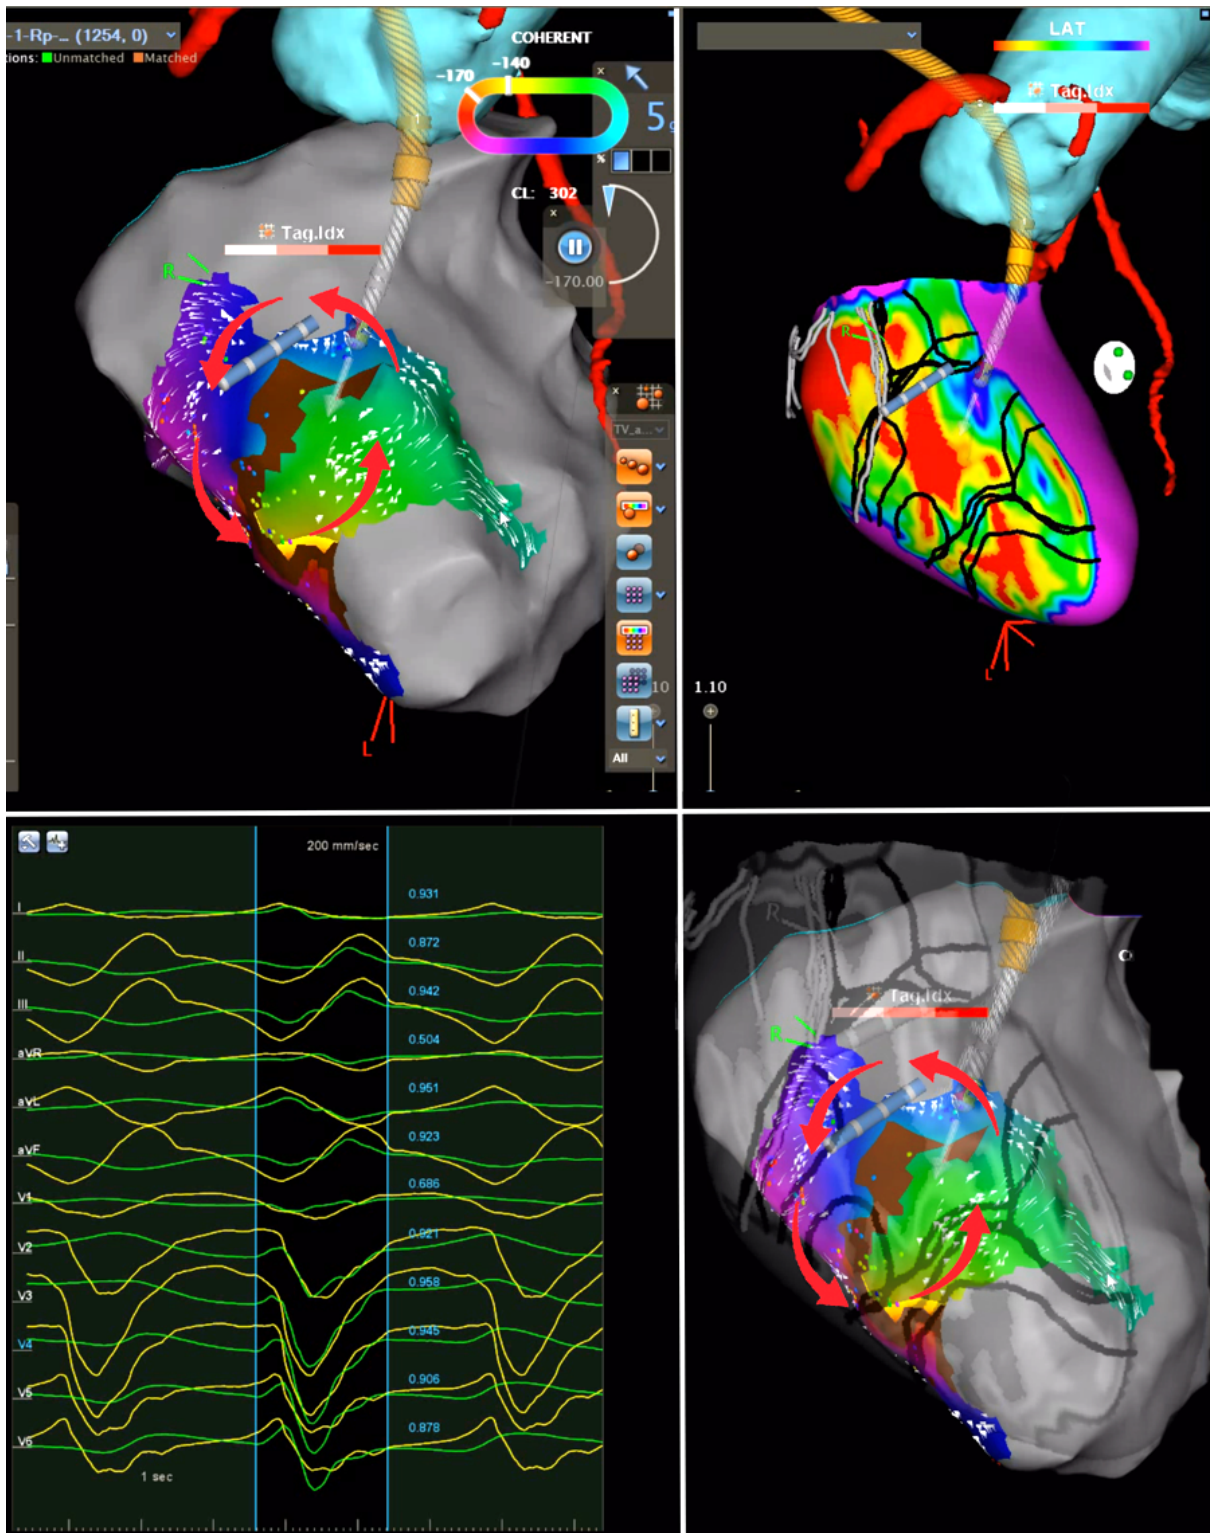 -1-Rp-... (1254, 0)
tions: Unmatched Matched
COHERENT
-170
-140
5
%
CL: 302
-170.00
Tag.Idx
R
TV_a...
10
All
L
LAT
Tag.Idx
R
1.10
L
200 mm/sec
I
0.931
II
0.872
III
0.942
aVR
0.504
aVL
0.951
aVF
0.923
V1
0.686
V2
0.921
V3
0.958
V4
0.945
V5
0.906
V6
0.878
1 sec
R
Tag.Idx
R